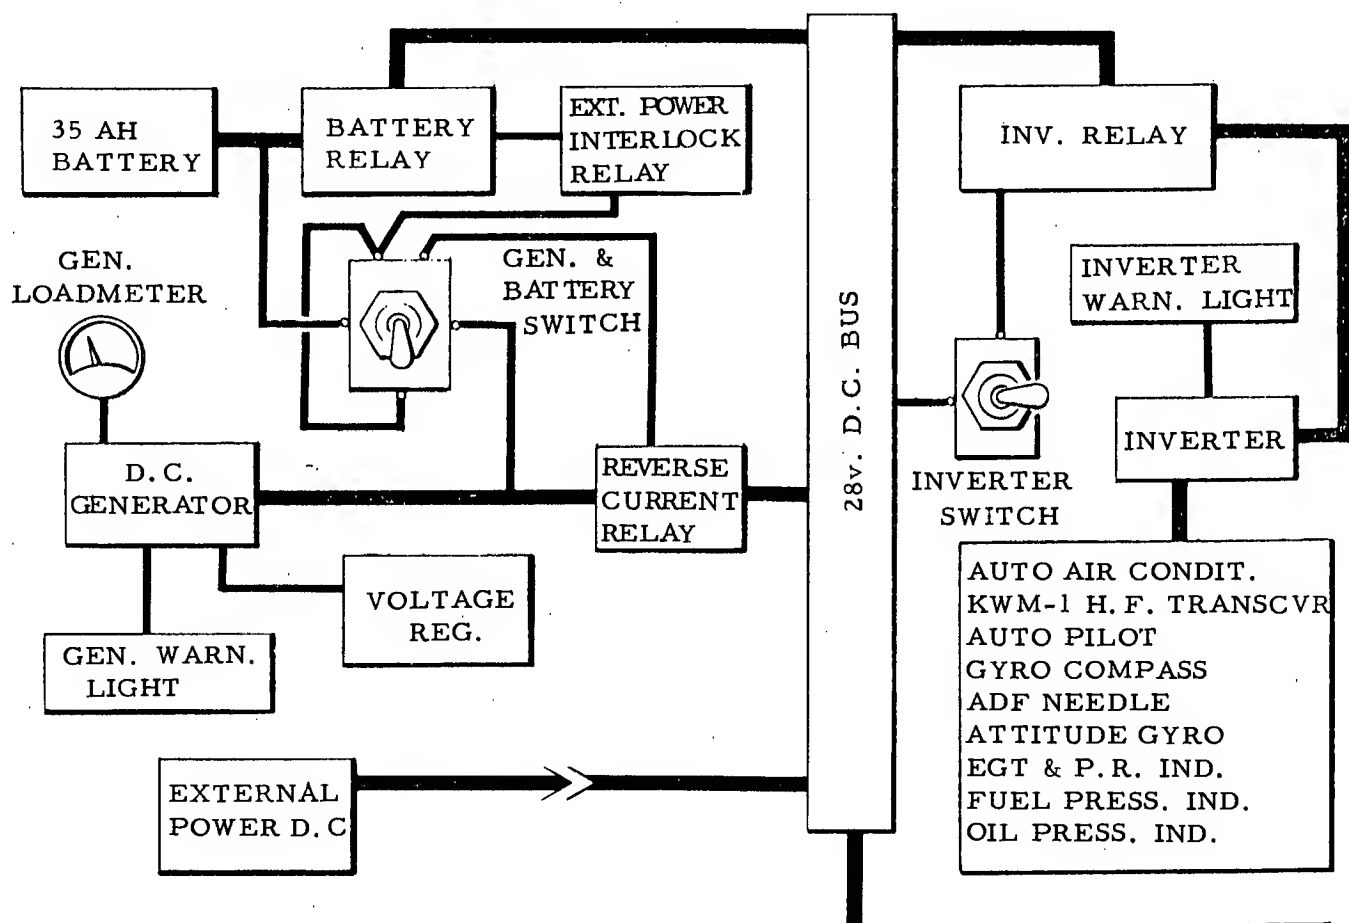 35 AH
BATTERY
BATTERY
RELAY
EXT. POWER
INTERLOCK
RELAY
INV. RELAY
GEN.
LOADMETER
GEN. &
BATTERY
SWITCH
28v. D.C. BUS
INVERTER
WARN. LIGHT
D.C.
GENERATOR
REVERSE
CURRENT
RELAY
INVERTER
SWITCH
INVERTER
VOLTAGE
REG.
GEN. WARN.
LIGHT
EXTERNAL
POWER D.C
AUTO AIR CONDIT.
KWM-1 H.F. TRANSCVR
AUTO PILOT
GYRO COMPASS
ADF NEEDLE
ATTITUDE GYRO
EGT & P.R. IND.
FUEL PRESS. IND.
OIL PRESS. IND.